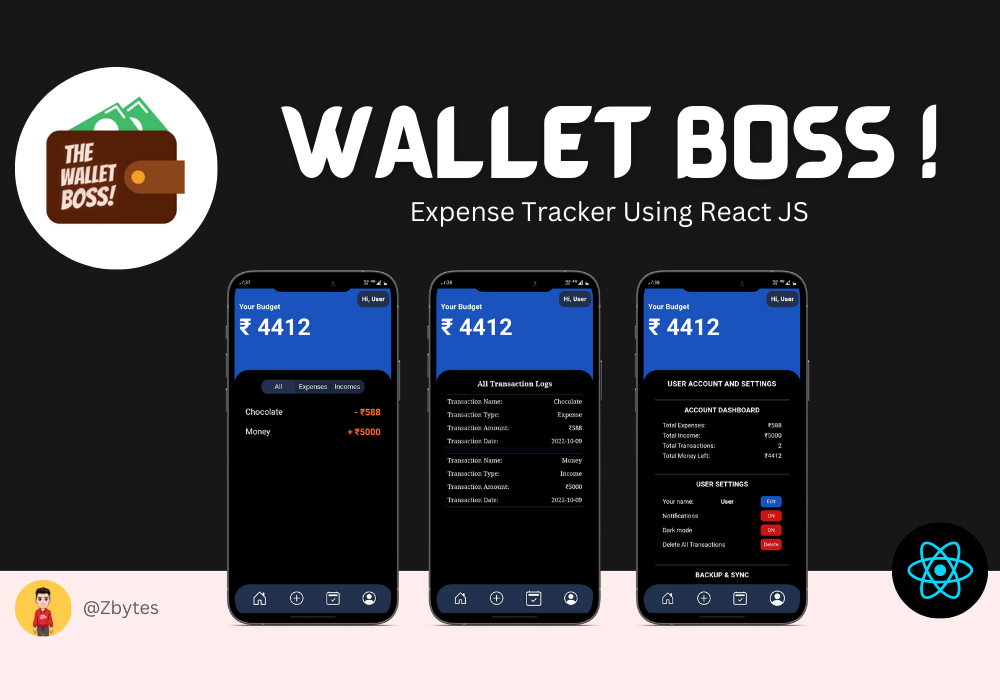 THE
WALLET
BOSS!
WALLET BOSS !
Expense Tracker Using React JS
Hi, User
Your Budget
₹ 4412
All Expenses Incomes
Chocolate - ₹588
Money + ₹5000
Hi, User
Your Budget
₹ 4412
All Transaction Logs
Transaction Name: Chocolate
Transaction Type: Expense
Transaction Amount: ₹588
Transaction Date: 2022-10-09
Transaction Name: Money
Transaction Type: Income
Transaction Amount: ₹5000
Transaction Date: 2022-10-09
Hi, User
Your Budget
₹ 4412
USER ACCOUNT AND SETTINGS
ACCOUNT DASHBOARD
Total Expenses: ₹588
Total Income: ₹5000
Total Transactions: 2
Total Money Left: ₹4412
USER SETTINGS
Your name: User Edit
Notifications ON
Dark mode ON
Delete All Transactions Delete
BACKUP & SYNC
@Zbytes